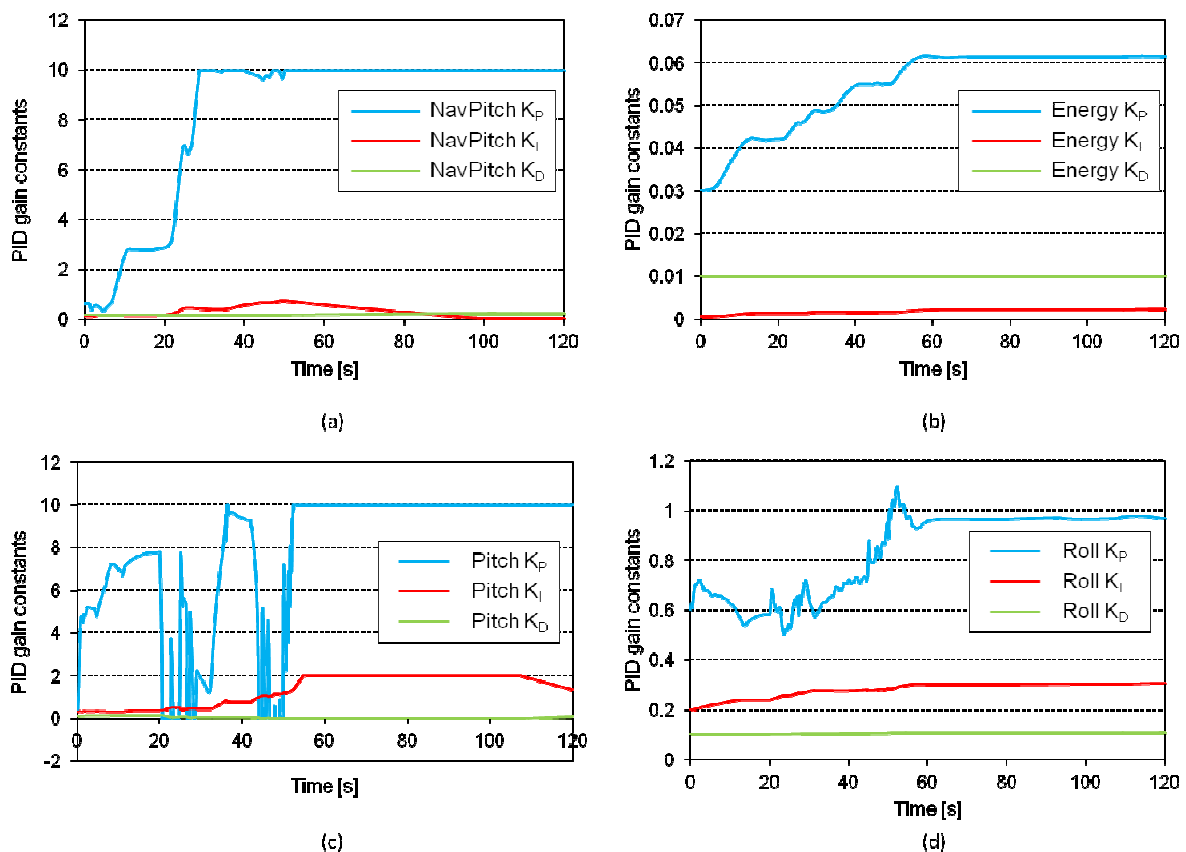 12
10
8
6
4
2
0
PID gain constants
NavPitch KP
NavPitch KI
NavPitch KD
0 20 40 60 80 100 120
Time [s]
(a)
0.07
0.06
0.05
0.04
0.03
0.02
0.01
0
PID gain constants
Energy KP
Energy KI
Energy KD
0 20 40 60 80 100 120
Time [s]
(b)
12
10
8
6
4
2
0
-2
PID gain constants
Pitch KP
Pitch KI
Pitch KD
0 20 40 60 80 100 120
Time [s]
(c)
1.2
1
0.8
0.6
0.4
0.2
0
PID gain constants
Roll KP
Roll KI
Roll KD
0 20 40 60 80 100 120
Time [s]
(d)